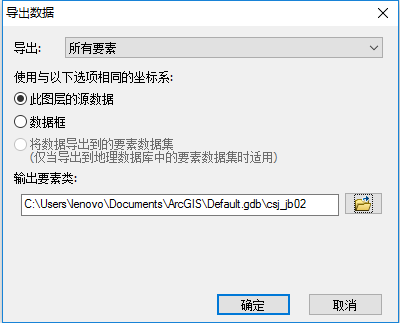 导出数据
导出: 所有要素
使用与以下选项相同的坐标系:
此图层的源数据
数据框
将数据导出到的要素数据集
(仅当导出到地理数据库中的要素数据集时适用)
输出要素类:
C:\Users\lenovo\Documents\ArcGIS\Default.gdb\csj_jb02
确定 取消